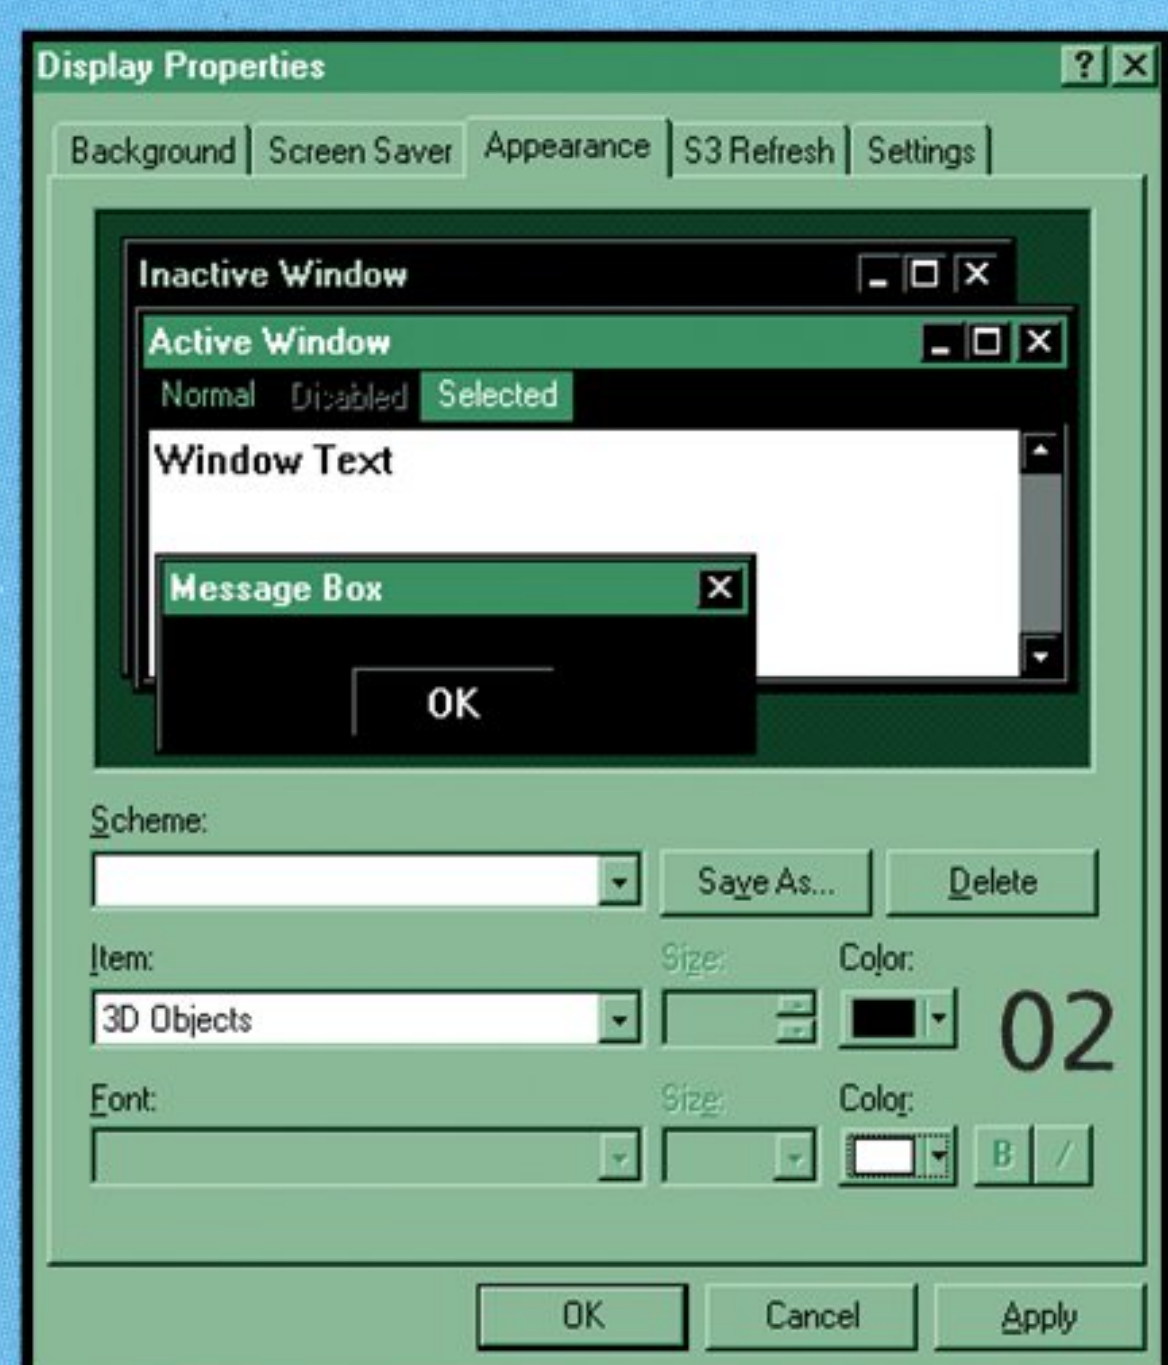 Display Properties
Background Screen Saver Appearance S3 Refresh Settings
Inactive Window
Active Window
Normal Disabled Selected
Window Text
Message Box
OK
Scheme:
Save As... Delete
Item: Size: Color:
3D Objects
02
Font: Size: Color:
B /
OK Cancel Apply